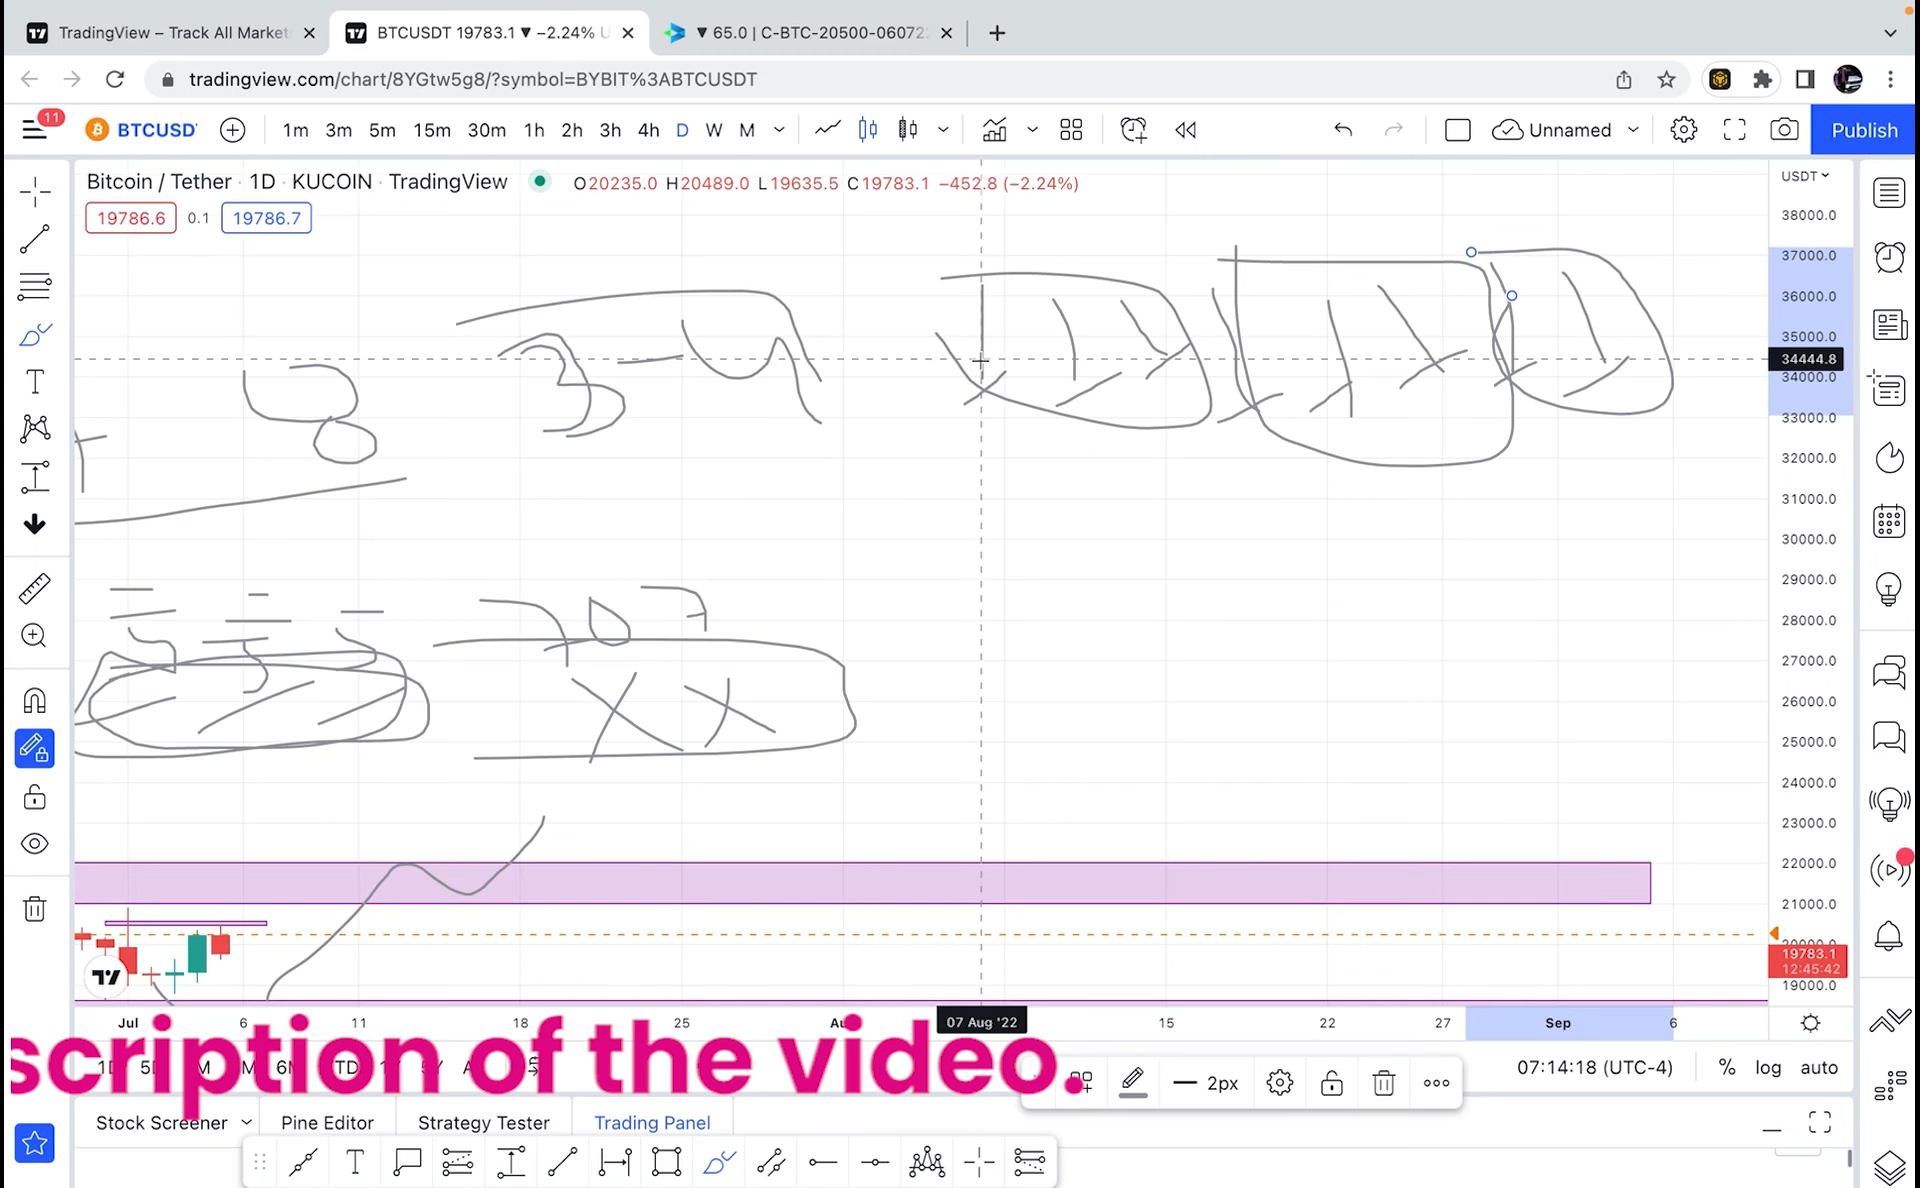 TradingView – Track All Market
BTCUSDT 19783.1 ▼ −2.24% U
▼ 65.0 | C-BTC-20500-060722
tradingview.com/chart/8YGtw5g8/?symbol=BYBIT%3ABTCUSDT
11
BTCUSD
1m 3m 5m 15m 30m 1h 2h 3h 4h D W M
Unnamed
Publish
Bitcoin / Tether · 1D · KUCOIN · TradingView
O20235.0 H20489.0 L19635.5 C19783.1 −452.8 (−2.24%)
USDT
19786.6 0.1 19786.7
38000.0
37000.0
36000.0
35000.0
34444.8
34000.0
33000.0
32000.0
31000.0
30000.0
29000.0
28000.0
27000.0
26000.0
25000.0
24000.0
23000.0
22000.0
21000.0
20000.0
19783.1
12:45:42
19000.0
8
3-4
Jul 6 11 18 25 07 Aug '22 15 22 27 Sep 6
scription of the video.
2px
07:14:18 (UTC-4)
% log auto
Stock Screener Pine Editor Strategy Tester Trading Panel